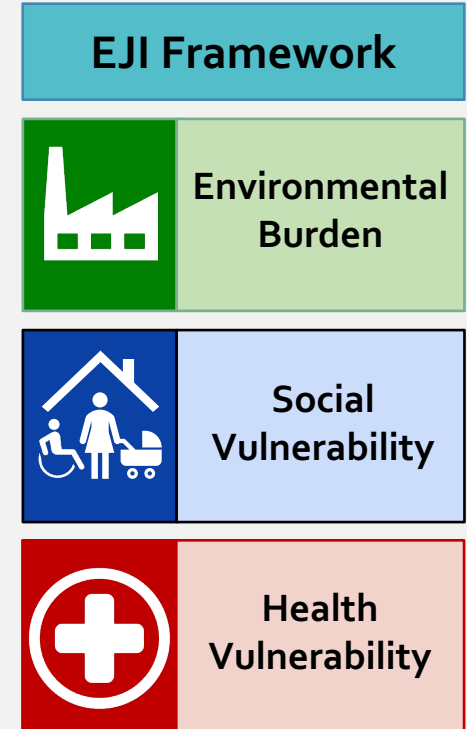 EJI Framework
Environmental
Burden
Social
Vulnerability
Health
Vulnerability